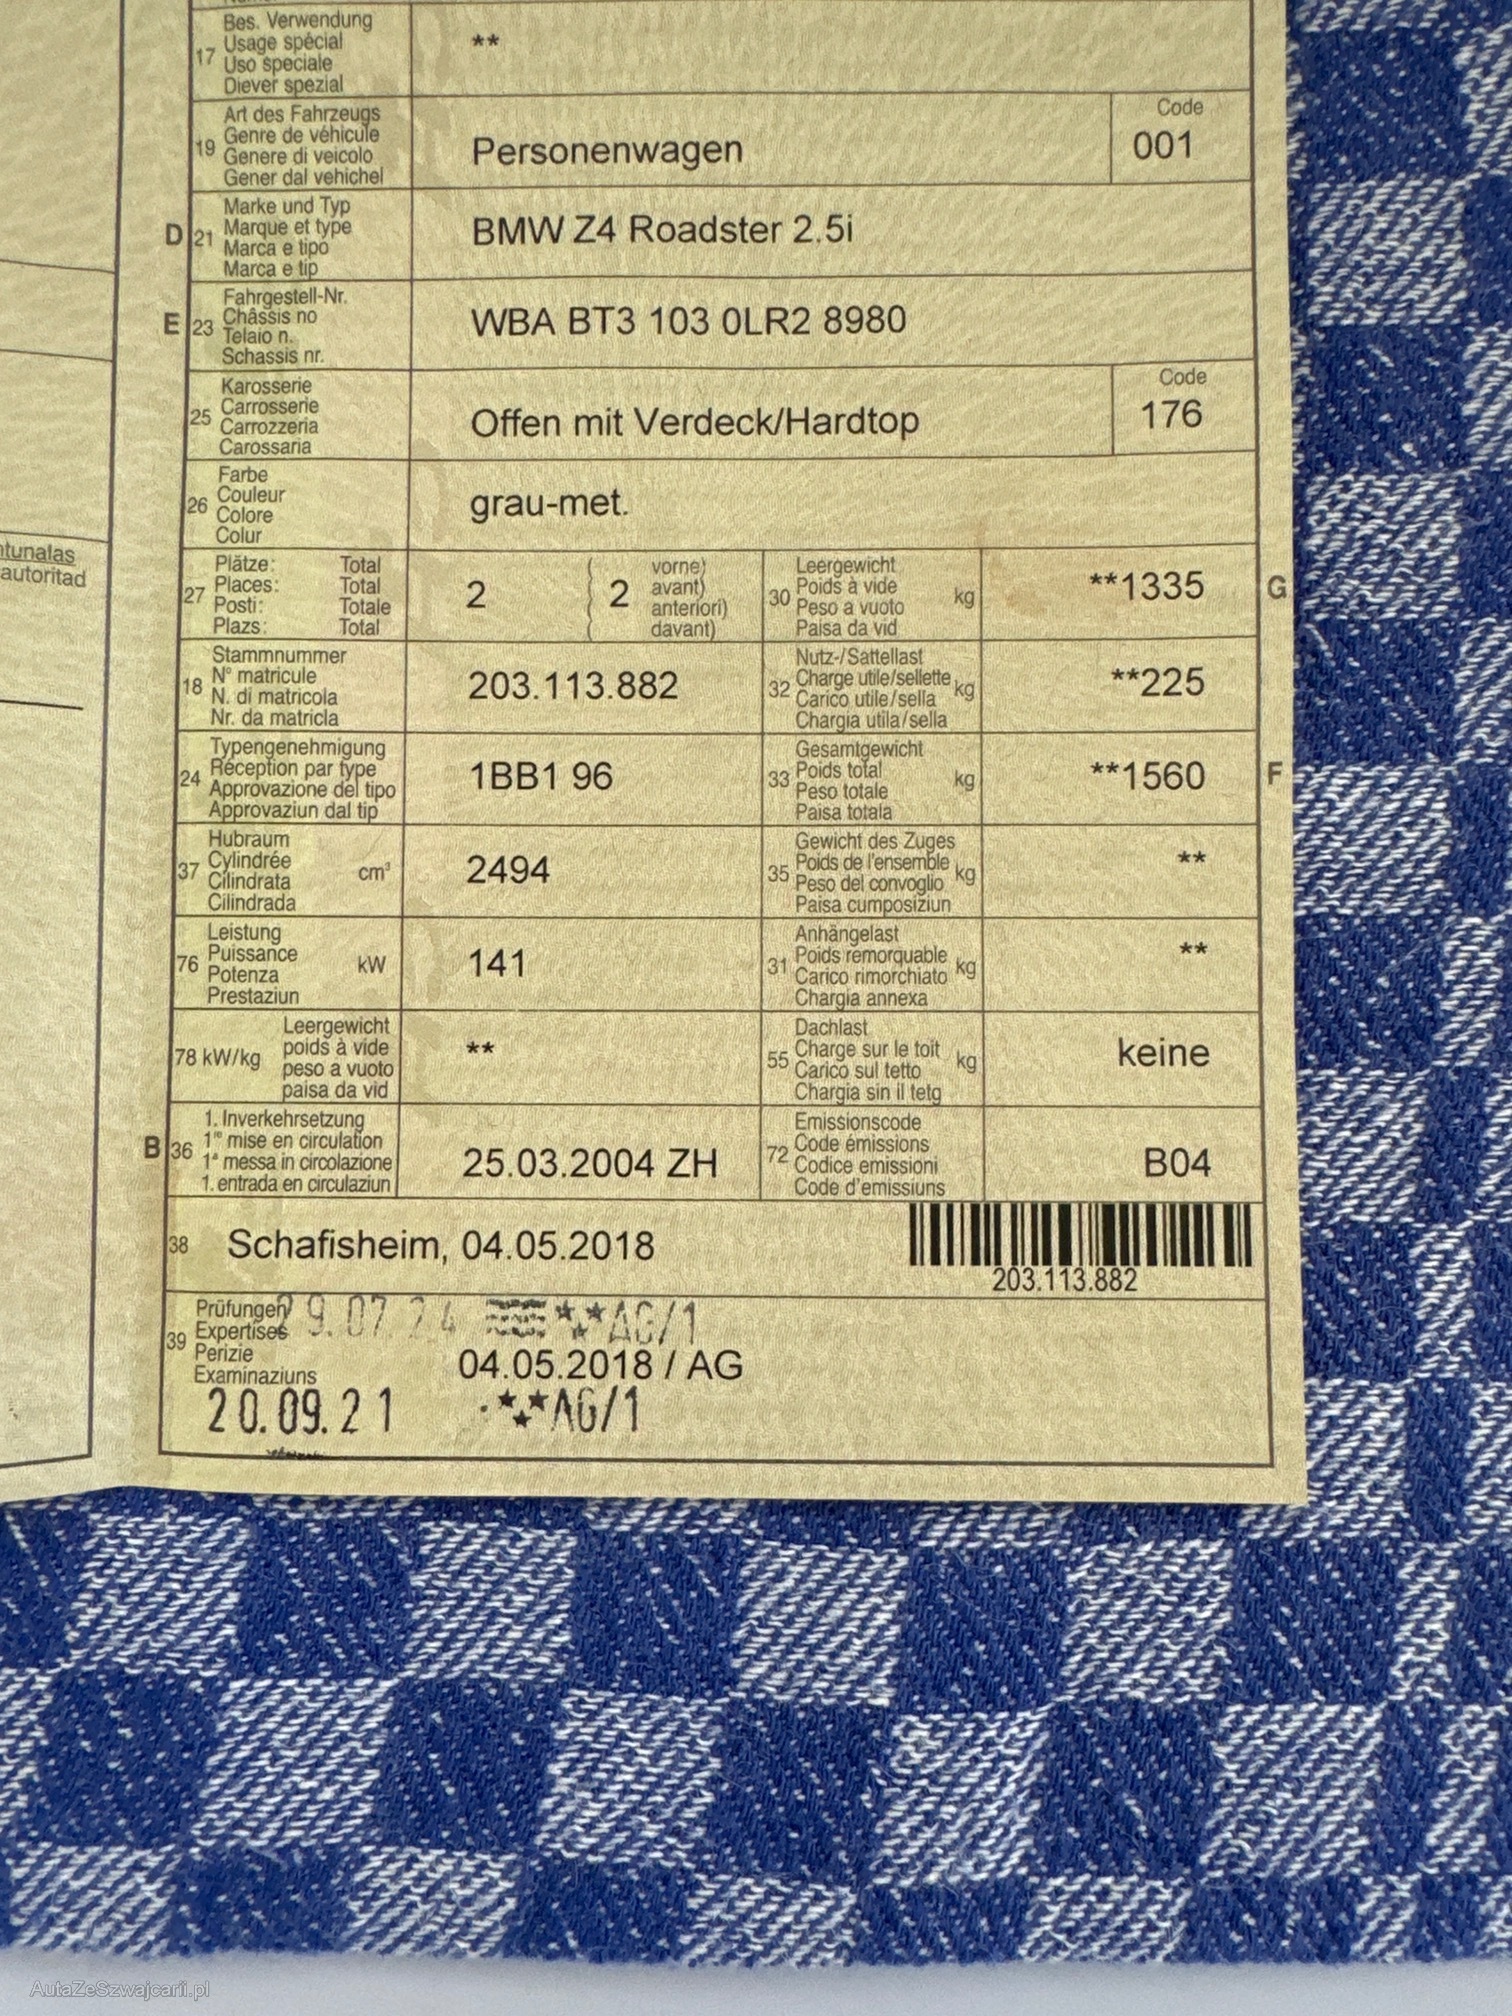 17
Bes. Verwendung
Usage spécial
Uso speciale
Diever spezial
**
19
Art des Fahrzeugs
Genre de véhicule
Genere di veicolo
Gener dal vehichel
Personenwagen
Code
001
D
21
Marke und Typ
Marque et type
Marca e tipo
Marca e tip
BMW Z4 Roadster 2.5i
E
23
Fahrgestell-Nr.
Châssis no
Telaio n.
Schassis nr.
WBA BT3 103 0LR2 8980
25
Karosserie
Carrosserie
Carrozzeria
Carossaria
Offen mit Verdeck/Hardtop
Code
176
26
Farbe
Couleur
Colore
Colur
grau-met.
ntunalas
autoritad
27
Plätze: Total
Places: Total
Posti: Totale
Plazs: Total
2
( 2 vorne)
avant)
anteriori)
( davant)
30
Leergewicht
Poids à vide
Peso a vuoto
Paisa da vid
kg
**1335
G
18
Stammnummer
N° matricule
N. di matricola
Nr. da matricla
203.113.882
32
Nutz-/Sattellast
Charge utile/sellette
Carico utile/sella
Chargia utila/sella
kg
**225
24
Typengenehmigung
Réception par type
Approvazione del tipo
Approvaziun dal tip
1BB1 96
33
Gesamtgewicht
Poids total
Peso totale
Paisa totala
kg
**1560
F
37
Hubraum
Cylindrée
Cilindrata
Cilindrada
cm³
2494
35
Gewicht des Zuges
Poids de l'ensemble
Peso del convoglio
Paisa cumposiziun
kg
**
76
Leistung
Puissance
Potenza
Prestaziun
kW
141
31
Anhängelast
Poids remorquable
Carico rimorchiato
Chargia annexa
kg
**
78 kW/kg
Leergewicht
poids à vide
peso a vuoto
paisa da vid
**
55
Dachlast
Charge sur le toit
Carico sul tetto
Chargia sin il tetg
kg
keine
B
36
1. Inverkehrsetzung
1re mise en circulation
1a messa in circolazione
1. entrada en circulaziun
25.03.2004 ZH
72
Emissionscode
Code émissions
Codice emissioni
Code d'emissiuns
B04
38
Schafisheim, 04.05.2018
203.113.882
39
Prüfungen
Expertises
Perizie
Examinaziuns
29.07.24 AG/1
04.05.2018 / AG
20.09.21 AG/1
AutaZeSzwajcarii.pl